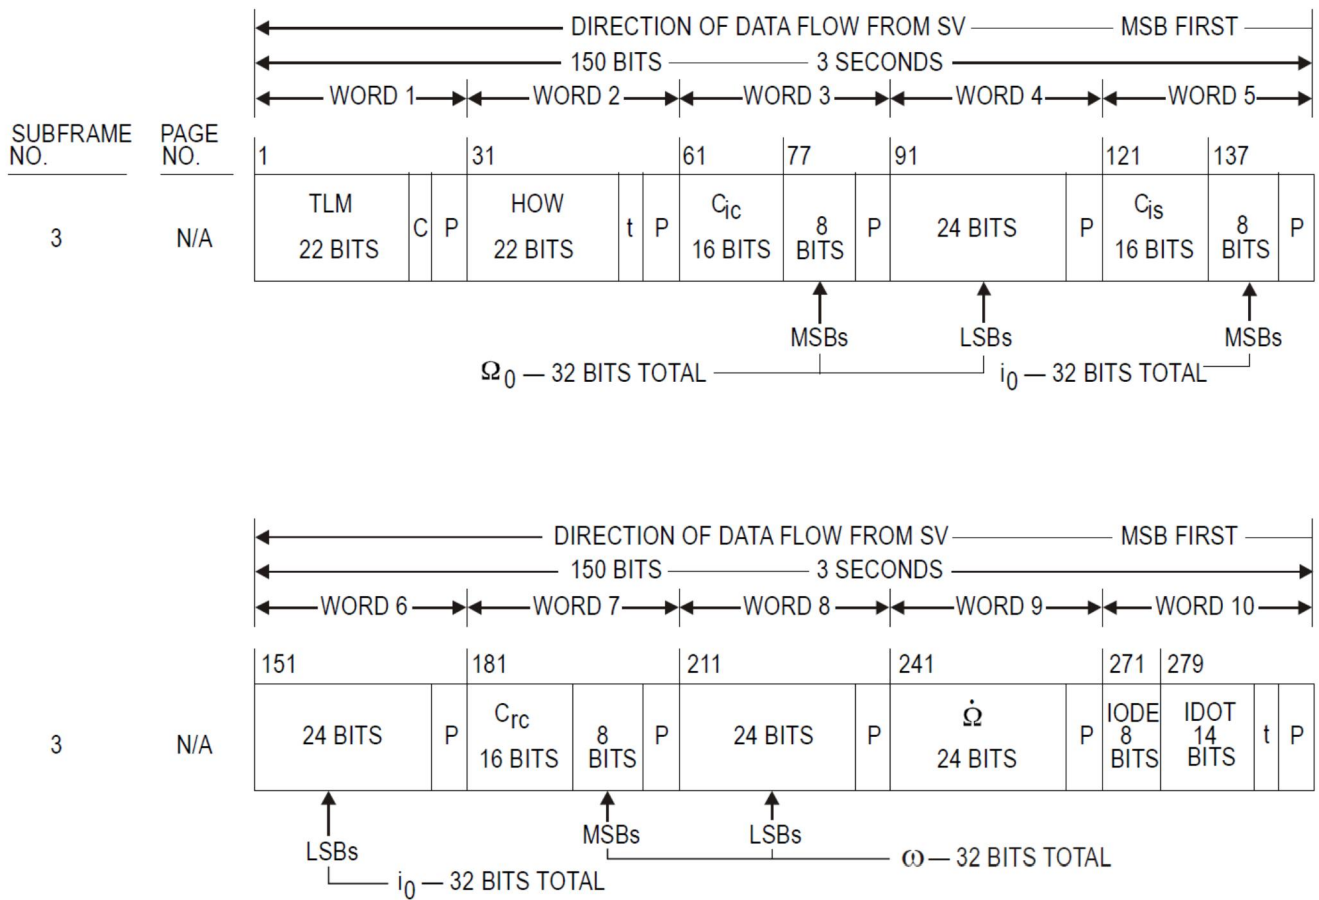 DIRECTION OF DATA FLOW FROM SV MSB FIRST
150 BITS 3 SECONDS
WORD 1 WORD 2 WORD 3 WORD 4 WORD 5
SUBFRAME NO. PAGE NO.
1 31 61 77 91 121 137
3 N/A
TLM 22 BITS C P HOW 22 BITS t P Cic 16 BITS 8 BITS P 24 BITS P Cis 16 BITS 8 BITS P
MSBs LSBs MSBs
Ω0 — 32 BITS TOTAL i0 — 32 BITS TOTAL
DIRECTION OF DATA FLOW FROM SV MSB FIRST
150 BITS 3 SECONDS
WORD 6 WORD 7 WORD 8 WORD 9 WORD 10
151 181 211 241 271 279
3 N/A
24 BITS P Crc 16 BITS 8 BITS P 24 BITS P Ω̇ 24 BITS P IODE 8 BITS IDOT 14 BITS t P
LSBs MSBs LSBs
i0 — 32 BITS TOTAL ω — 32 BITS TOTAL